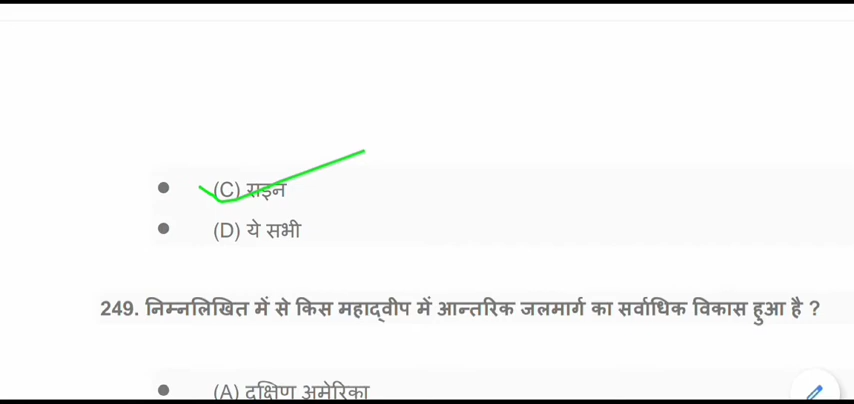 (C) राइन
(D) ये सभी
249. निम्नलिखित में से किस महाद्वीप में आन्तरिक जलमार्ग का सर्वाधिक विकास हुआ है ?
(A) दक्षिण अमेरिका